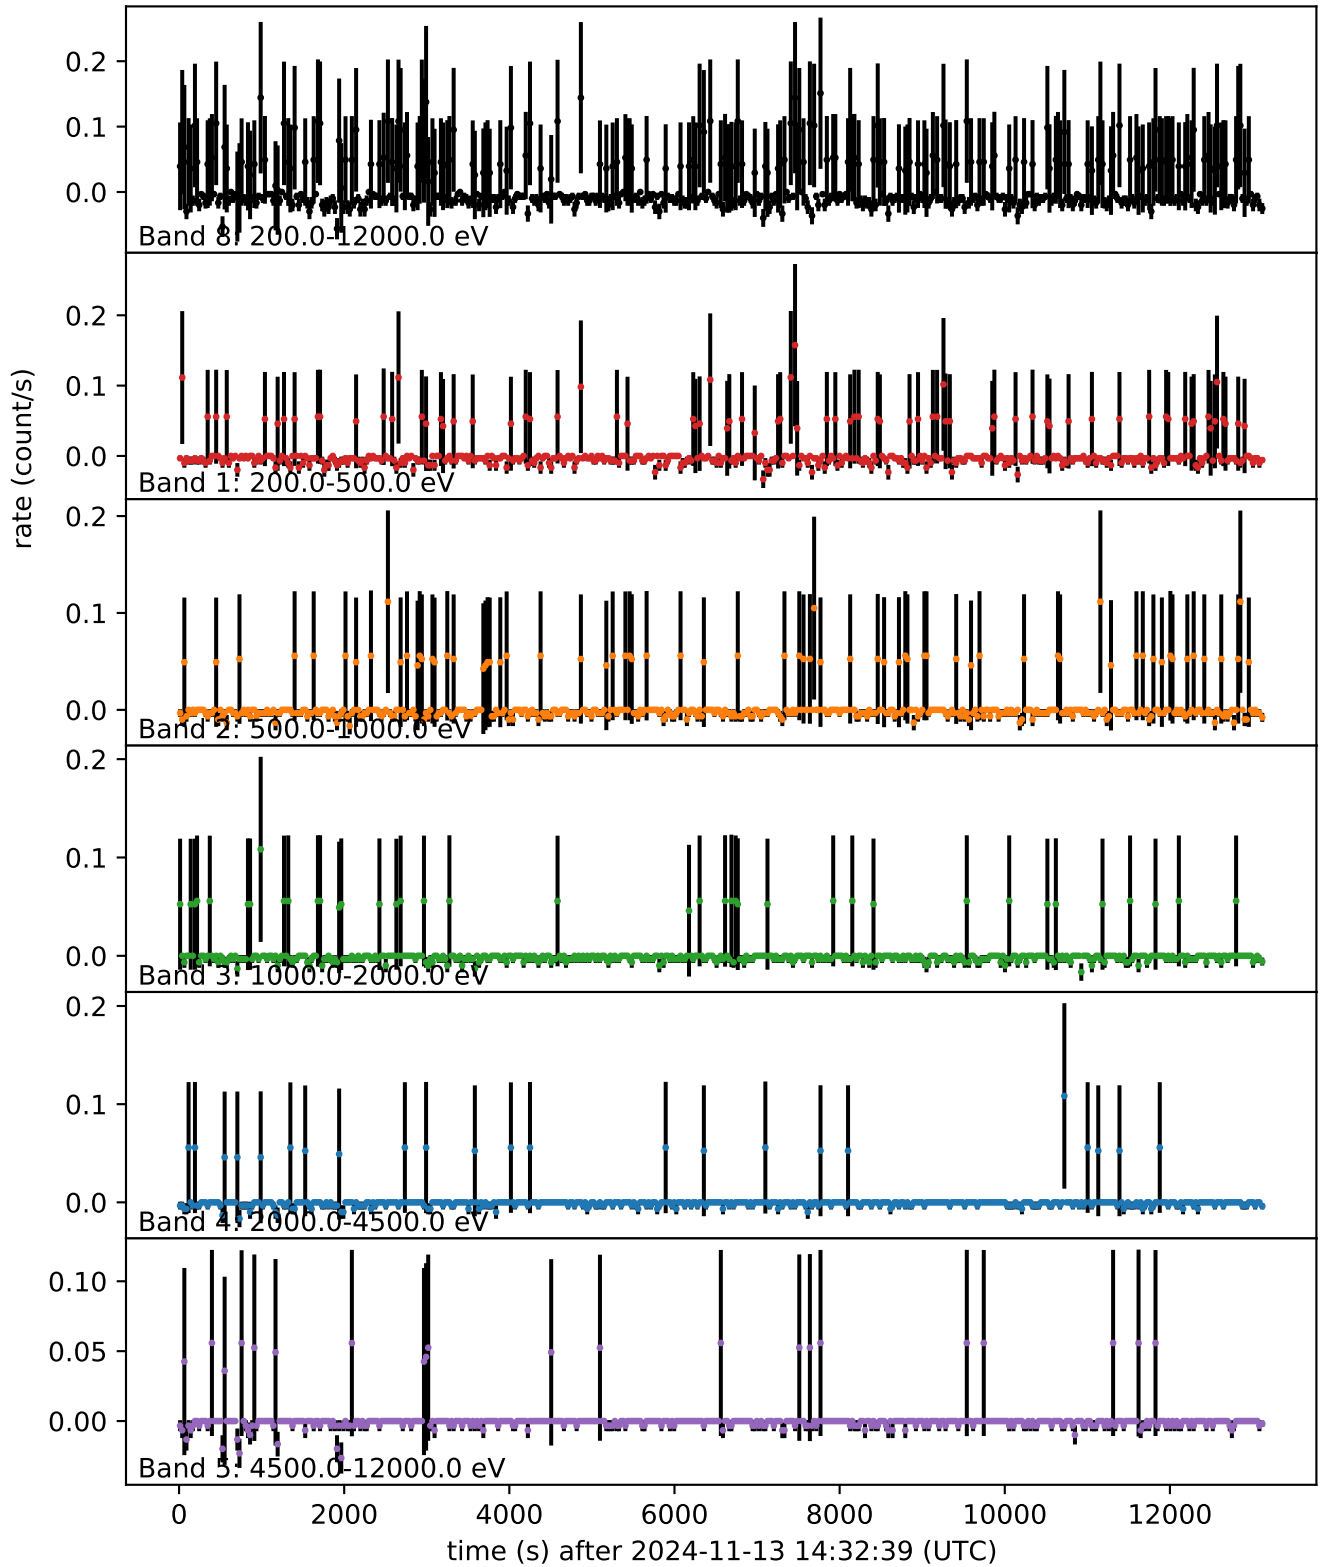 0.2
0.1
0.0
Band 8: 200.0-12000.0 eV
0.2
0.1
0.0
Band 1: 200.0-500.0 eV
rate (count/s)
0.2
0.1
0.0
Band 2: 500.0-1000.0 eV
0.2
0.1
0.0
Band 3: 1000.0-2000.0 eV
0.2
0.1
0.0
Band 4: 2000.0-4500.0 eV
0.10
0.05
0.00
Band 5: 4500.0-12000.0 eV
0 2000 4000 6000 8000 10000 12000
time (s) after 2024-11-13 14:32:39 (UTC)